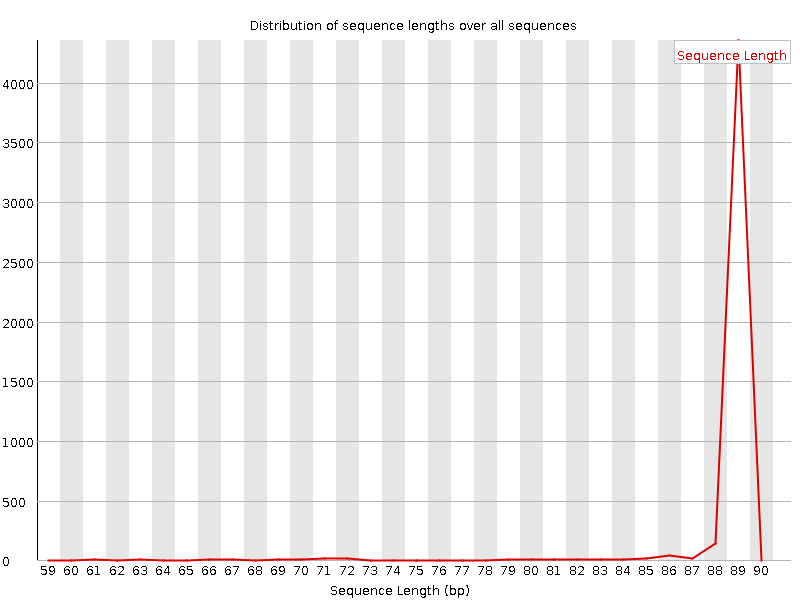 Distribution of sequence lengths over all sequences
Sequence Length
4000
3500
3000
2500
2000
1500
1000
500
0
59 60 61 62 63 64 65 66 67 68 69 70 71 72 73 74 75 76 77 78 79 80 81 82 83 84 85 86 87 88 89 90
Sequence Length (bp)